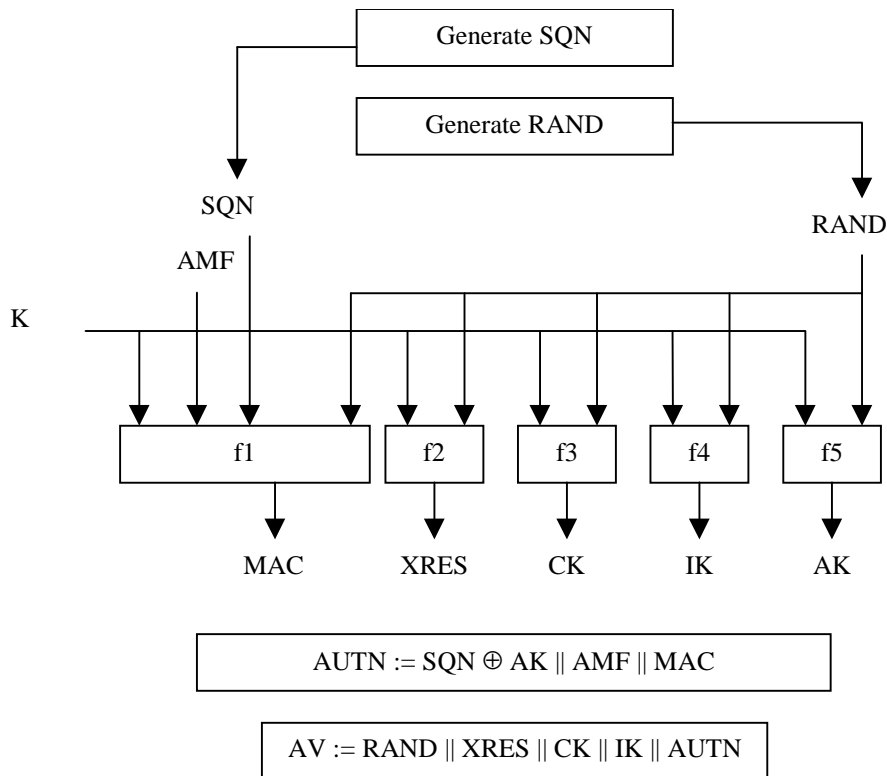 Generate SQN
Generate RAND
SQN
RAND
AMF
K
f1 f2 f3 f4 f5
MAC XRES CK IK AK
AUTN := SQN ⊕ AK || AMF || MAC
AV := RAND || XRES || CK || IK || AUTN